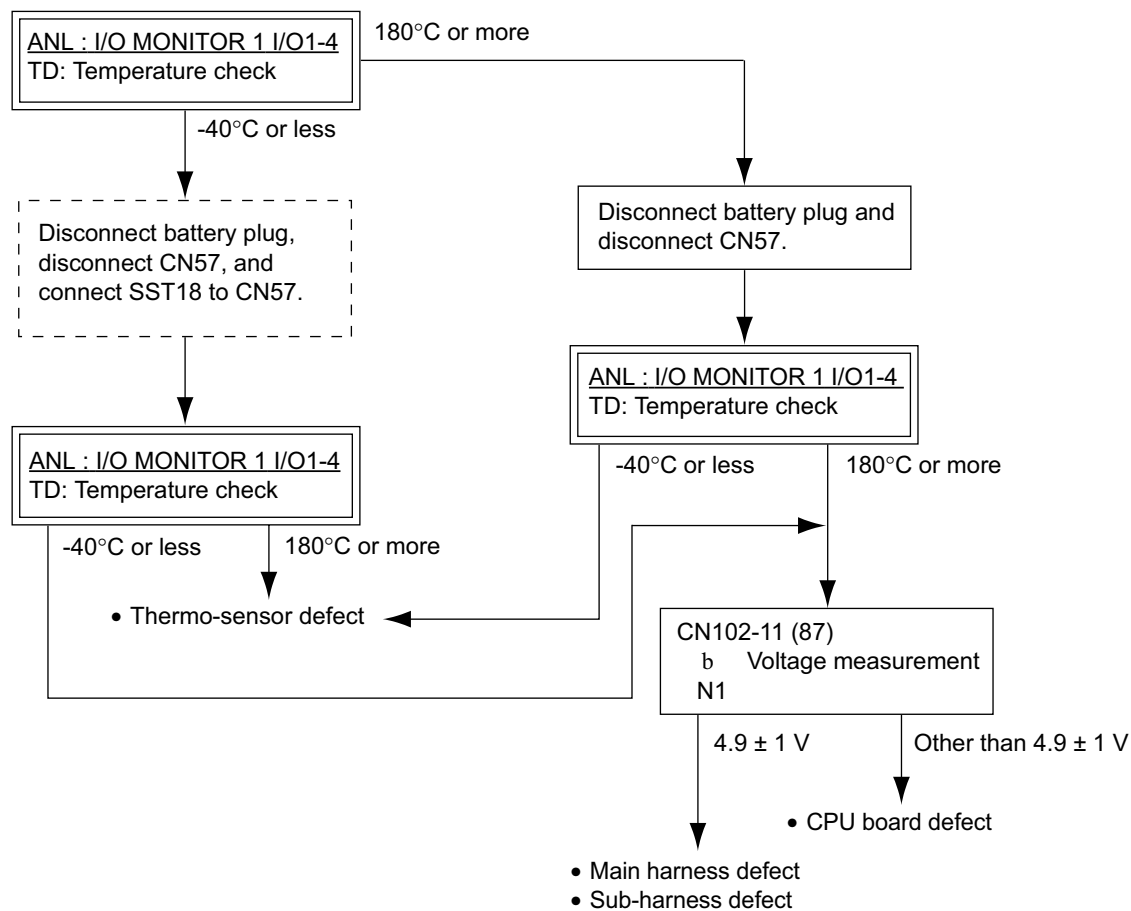 ANL : I/O MONITOR 1 I/O1-4
TD: Temperature check
180°C or more
-40°C or less
Disconnect battery plug,
disconnect CN57, and
connect SST18 to CN57.
Disconnect battery plug and
disconnect CN57.
ANL : I/O MONITOR 1 I/O1-4
TD: Temperature check
-40°C or less
180°C or more
ANL : I/O MONITOR 1 I/O1-4
TD: Temperature check
-40°C or less
180°C or more
• Thermo-sensor defect
CN102-11 (87)
b Voltage measurement
N1
4.9 ± 1 V
Other than 4.9 ± 1 V
• CPU board defect
• Main harness defect
• Sub-harness defect